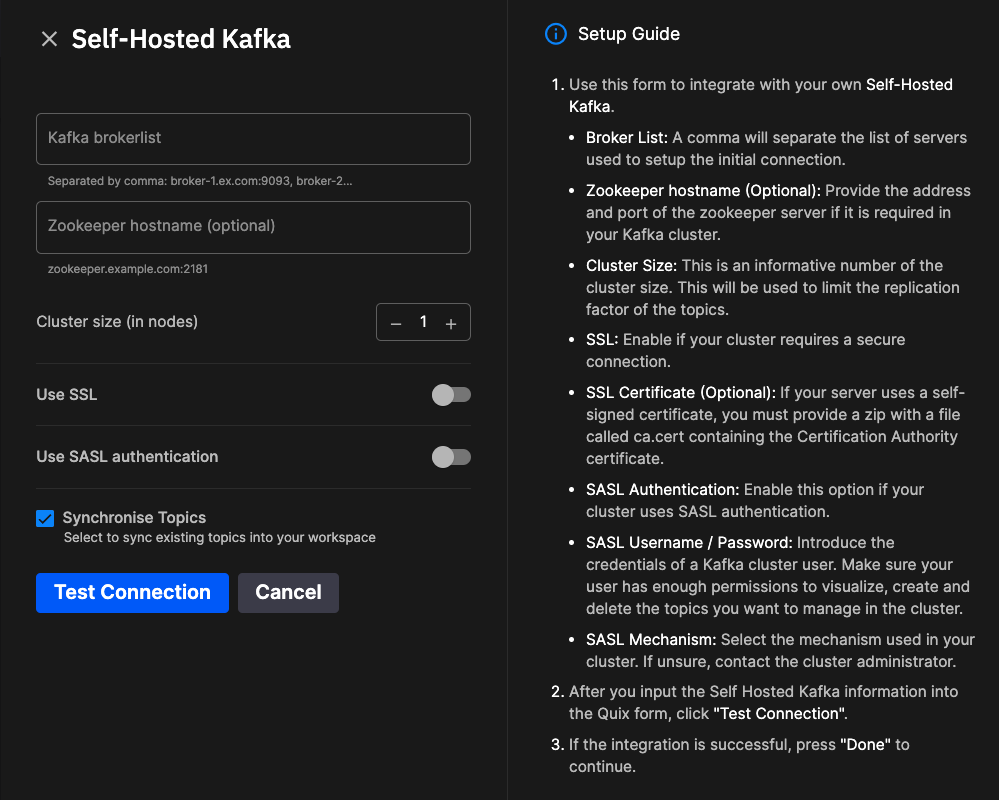 Self-Hosted Kafka
Kafka brokerlist
Separated by comma: broker-1.ex.com:9093, broker-2...
Zookeeper hostname (optional)
zookeeper.example.com:2181
Cluster size (in nodes)
− 1 +
Use SSL
Use SASL authentication
Synchronise Topics
Select to sync existing topics into your workspace
Test Connection
Cancel
Setup Guide
1. Use this form to integrate with your own Self-Hosted
Kafka.
• Broker List: A comma will separate the list of servers
used to setup the initial connection.
• Zookeeper hostname (Optional): Provide the address
and port of the zookeeper server if it is required in
your Kafka cluster.
• Cluster Size: This is an informative number of the
cluster size. This will be used to limit the replication
factor of the topics.
• SSL: Enable if your cluster requires a secure
connection.
• SSL Certificate (Optional): If your server uses a self-
signed certificate, you must provide a zip with a file
called ca.cert containing the Certification Authority
certificate.
• SASL Authentication: Enable this option if your
cluster uses SASL authentication.
• SASL Username / Password: Introduce the
credentials of a Kafka cluster user. Make sure your
user has enough permissions to visualize, create and
delete the topics you want to manage in the cluster.
• SASL Mechanism: Select the mechanism used in your
cluster. If unsure, contact the cluster administrator.
2. After you input the Self Hosted Kafka information into
the Quix form, click "Test Connection".
3. If the integration is successful, press "Done" to
continue.